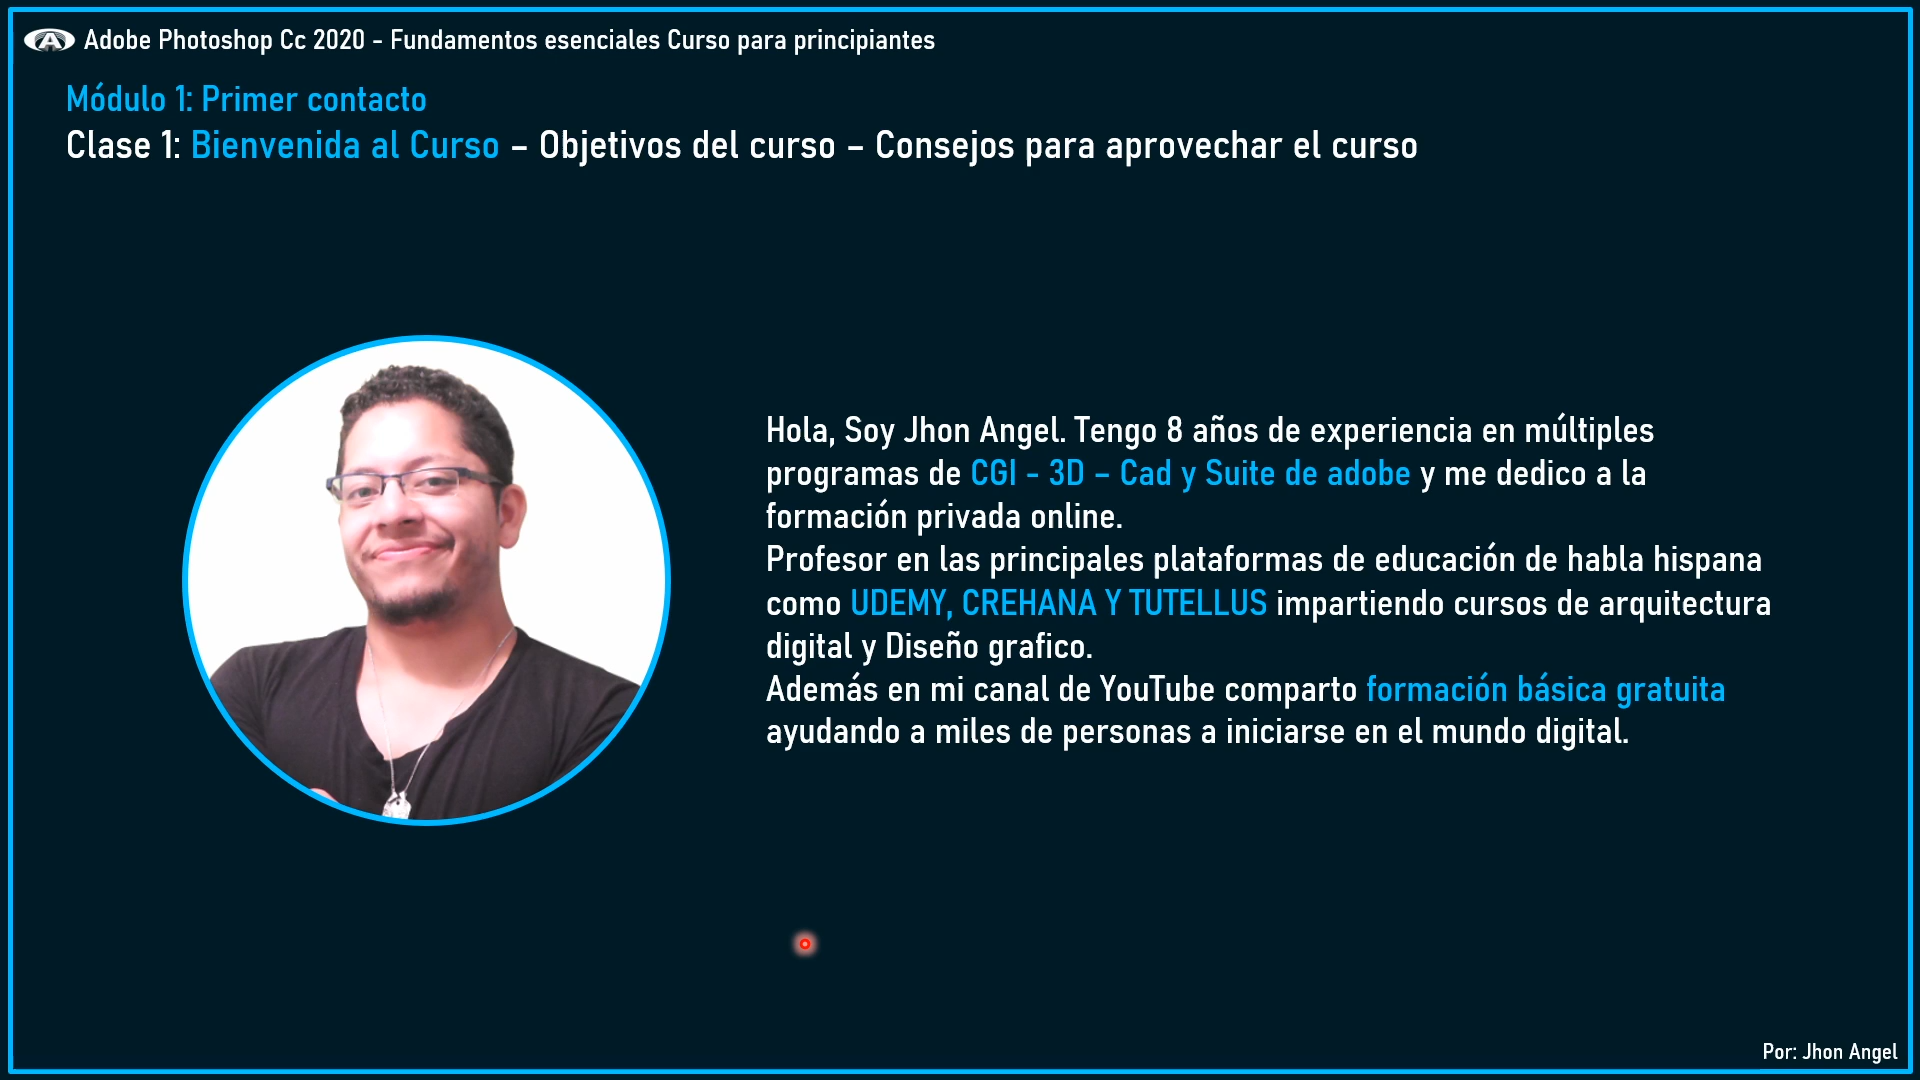 Adobe Photoshop Cc 2020 - Fundamentos esenciales Curso para principiantes
Módulo 1: Primer contacto
Clase 1: Bienvenida al Curso – Objetivos del curso – Consejos para aprovechar el curso
Hola, Soy Jhon Angel. Tengo 8 años de experiencia en múltiples
programas de CGI - 3D – Cad y Suite de adobe y me dedico a la
formación privada online.
Profesor en las principales plataformas de educación de habla hispana
como UDEMY, CREHANA Y TUTELLUS impartiendo cursos de arquitectura
digital y Diseño grafico.
Además en mi canal de YouTube comparto formación básica gratuita
ayudando a miles de personas a iniciarse en el mundo digital.
Por: Jhon Angel